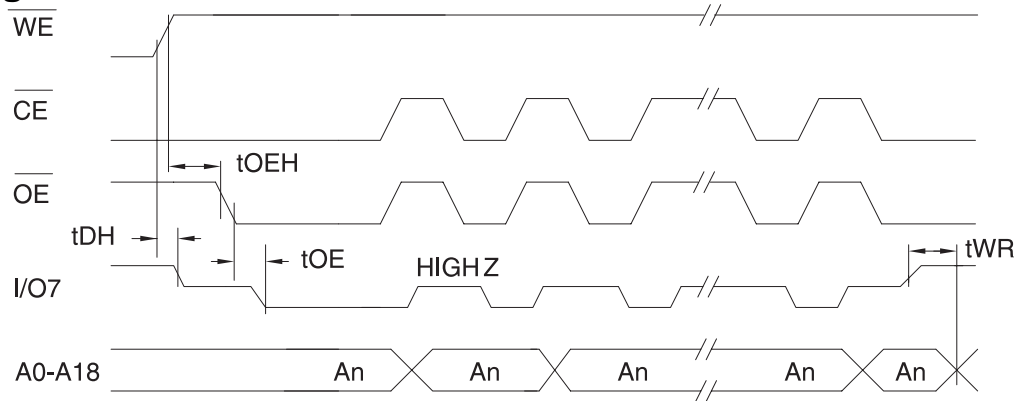 WE
CE
tOEH
OE
tDH
tOE
HIGH Z
tWR
I/O7
A0-A18
An An An An An